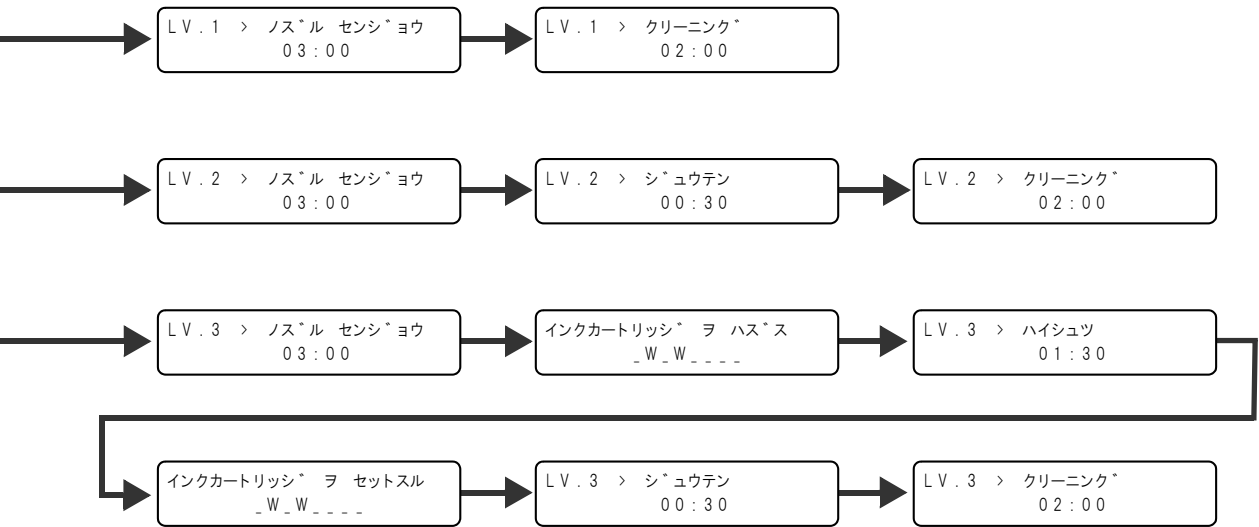 LV.1 > ノズル センジョウ
03:00
LV.1 > クリーニング
02:00
LV.2 > ノズル センジョウ
03:00
LV.2 > ジュウテン
00:30
LV.2 > クリーニング
02:00
LV.3 > ノズル センジョウ
03:00
インクカートリッジ ヲ ハズス
_W_W____
LV.3 > ハイシュツ
01:30
インクカートリッジ ヲ セットスル
_W_W____
LV.3 > ジュウテン
00:30
LV.3 > クリーニング
02:00